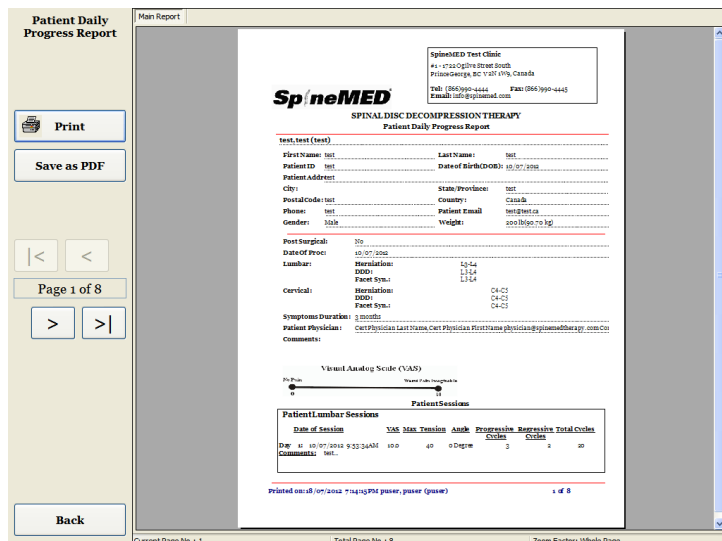 Patient Daily
Progress Report
Print
Save as PDF
|<
<
Page 1 of 8
>
>|
Back
Main Report
SpineMED Test Clinic
#1 - 1722 Ogilve Street South
PrinceGeorge, BC V2N 1W9, Canada
Tel: (866)990-4444 Fax: (866)990-4445
Email: info@spinemed.com
SpineMED
SPINAL DISC DECOMPRESSION THERAPY
Patient Daily Progress Report
test,test (test)
First Name: test Last Name: test
Patient ID test Date of Birth(DOB): 10/07/2012
Patient Addre test
City: State/Province: test
PostalCode: test Country: Canada
Phone: test Patient Email test@test.ca
Gender: Male Weight: 200 lb(90.70 kg)
Post Surgical: No
Date Of Proc: 10/07/2012
Lumbar: Herniation: L3-L4
DDD: L3-L4
Facet Syn.: L3-L4
Cervical: Herniation: C4-C5
DDD: C4-C5
Facet Syn.: C4-C5
Symptoms Duration: 3 months
Patient Physician: Cert Physician Last Name,Cert Physician First Name physician@spinemedtherapy.com Co
Comments:
Visual Analog Scale (VAS)
No Pain Worst Pain Imaginable
0 10
Patient Sessions
Patient Lumbar Sessions
Date of Session VAS Max Tension Angle Progressive Cycles Regressive Cycles Total Cycles
Day 1: 10/07/2012 9:53:34AM 10.0 40 0 Degree 3 2 20
Comments: test...
Printed on:18/07/2012 7:14:15PM puser, puser (puser) 1 of 8
Current Page No.: 1 Total Page No.: 8 Zoom Factor: Whole Page